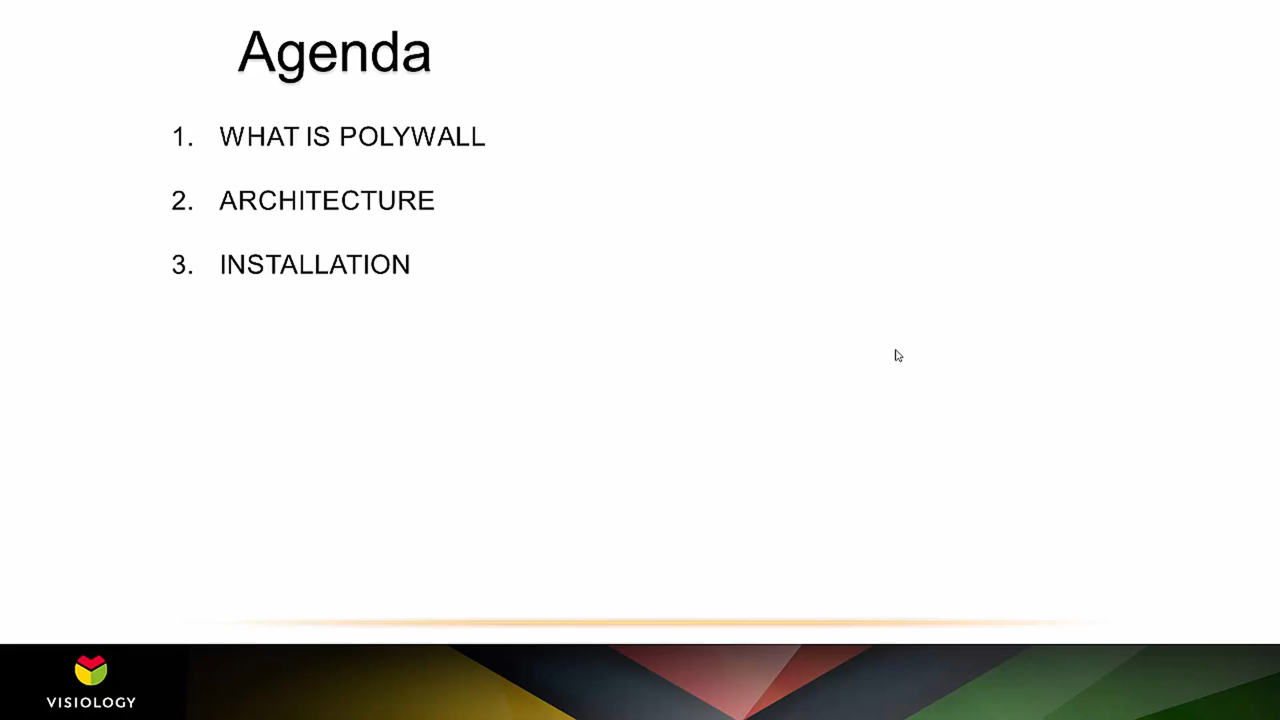 Agenda
1. WHAT IS POLYWALL
2. ARCHITECTURE
3. INSTALLATION
VISIOLOGY